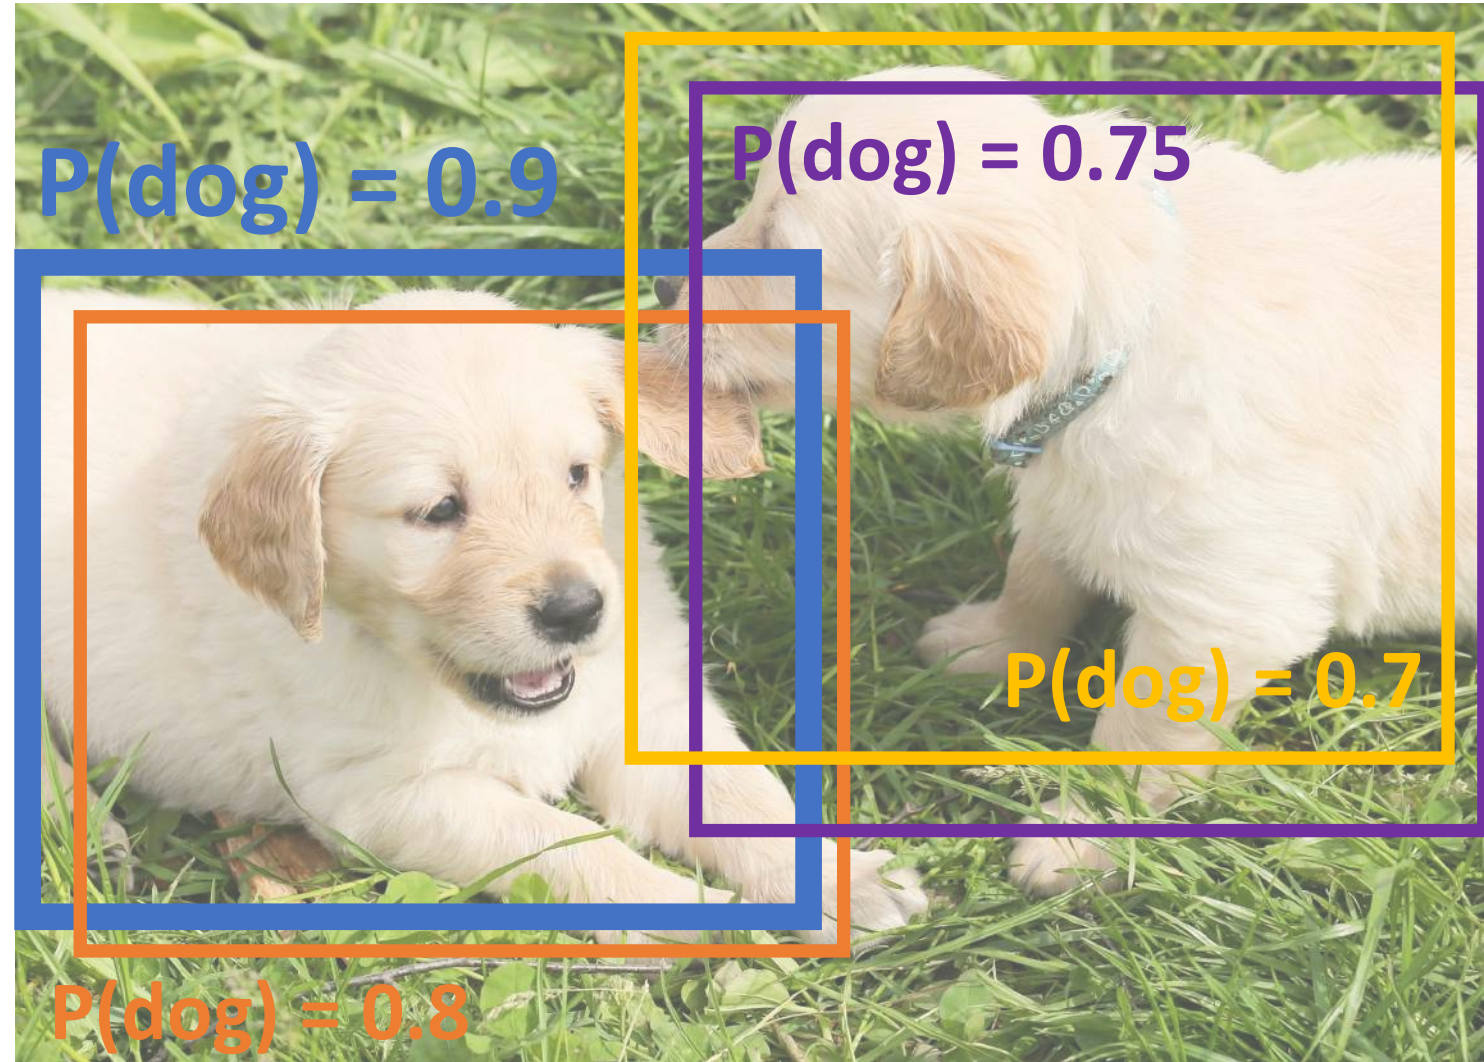 P(dog) = 0.9
P(dog) = 0.75
P(dog) = 0.7
P(dog) = 0.8